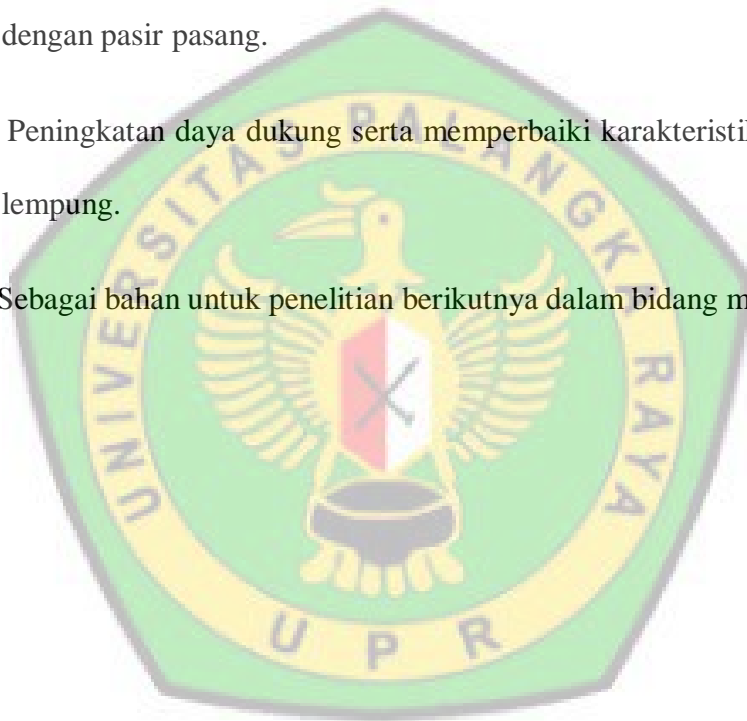 dengan pasir pasang.
Peningkatan daya dukung serta memperbaiki karakteristi
lempung.
Sebagai bahan untuk penelitian berikutnya dalam bidang m
UNIVERSITAS PALANGKA RAYA
UPR